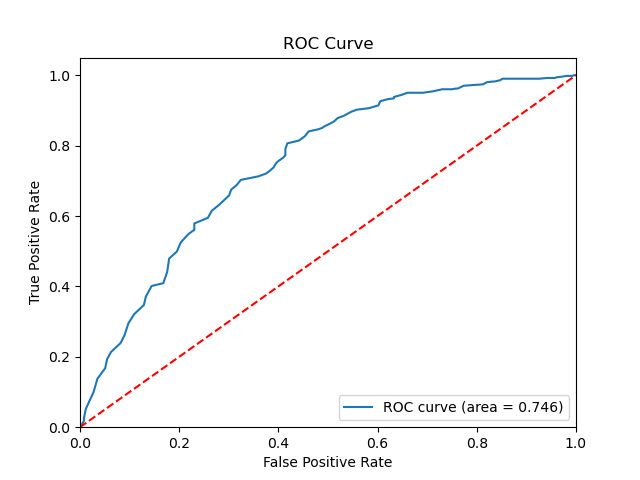 ROC Curve
1.0
0.8
0.6
0.4
0.2
0.0
True Positive Rate
0.0 0.2 0.4 0.6 0.8 1.0
False Positive Rate
ROC curve (area = 0.746)